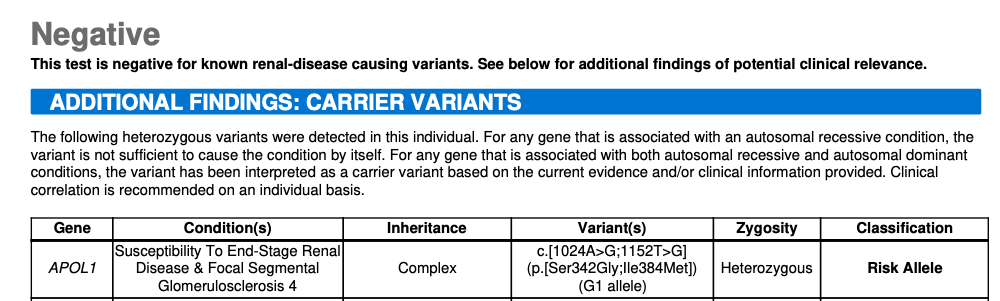 Negative
This test is negative for known renal-disease causing variants. See below for additional findings of potential clinical relevance.
ADDITIONAL FINDINGS: CARRIER VARIANTS
The following heterozygous variants were detected in this individual. For any gene that is associated with an autosomal recessive condition, the
variant is not sufficient to cause the condition by itself. For any gene that is associated with both autosomal recessive and autosomal dominant
conditions, the variant has been interpreted as a carrier variant based on the current evidence and/or clinical information provided. Clinical
correlation is recommended on an individual basis.
Gene Condition(s) Inheritance Variant(s) Zygosity Classification
Susceptibility To End-Stage Renal c.[1024A>G;1152T>G]
APOL1 Disease & Focal Segmental Complex (p.[Ser342Gly;Ile384Met]) Heterozygous Risk Allele
Glomerulosclerosis 4 (G1 allele)